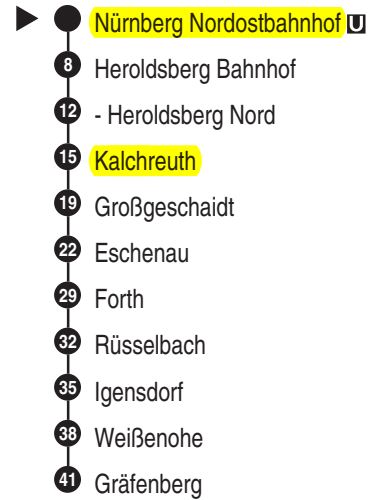 Nürnberg Nordostbahnhof U
8 Heroldsberg Bahnhof
12 - Heroldsberg Nord
15 Kalchreuth
19 Großgeschaidt
22 Eschenau
29 Forth
32 Rüsselbach
35 Igensdorf
38 Weißenohe
41 Gräfenberg